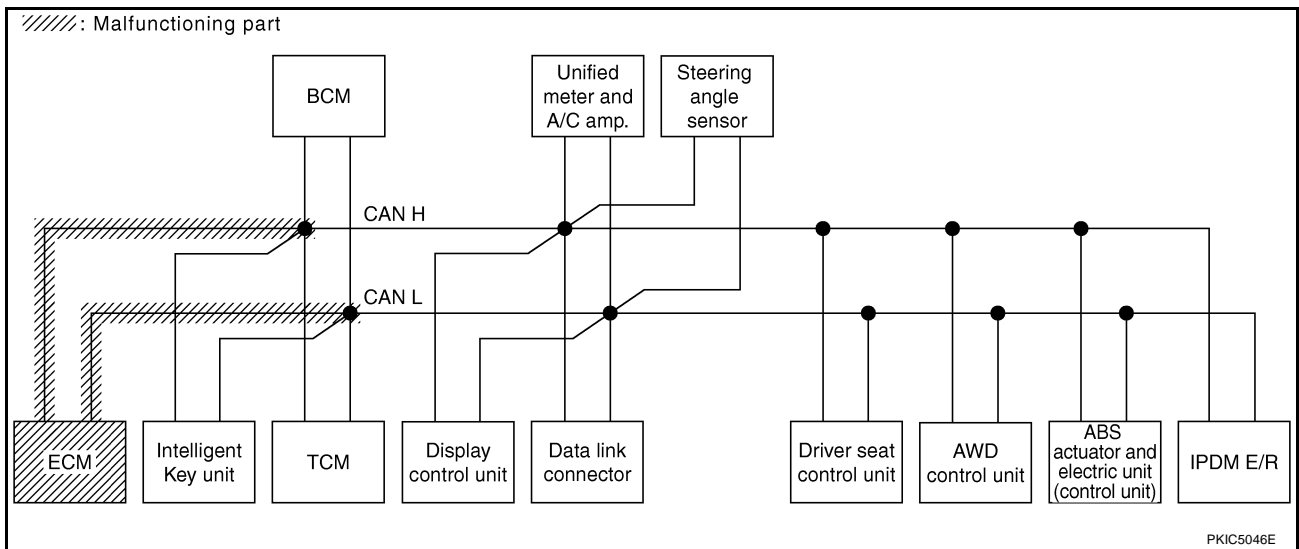 : Malfunctioning part
BCM
Unified
meter and
A/C amp.
Steering
angle
sensor
CAN H
CAN L
ECM
Intelligent
Key unit
TCM
Display
control unit
Data link
connector
Driver seat
control unit
AWD
control unit
ABS
actuator and
electric unit
(control unit)
IPDM E/R
PKIC5046E